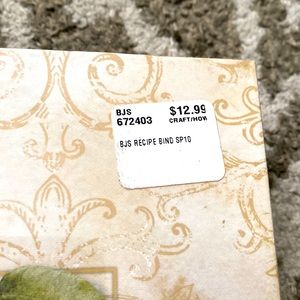 BJS $12.99
672403 CRAFT/HOW
BJS RECIPE BIND SP10